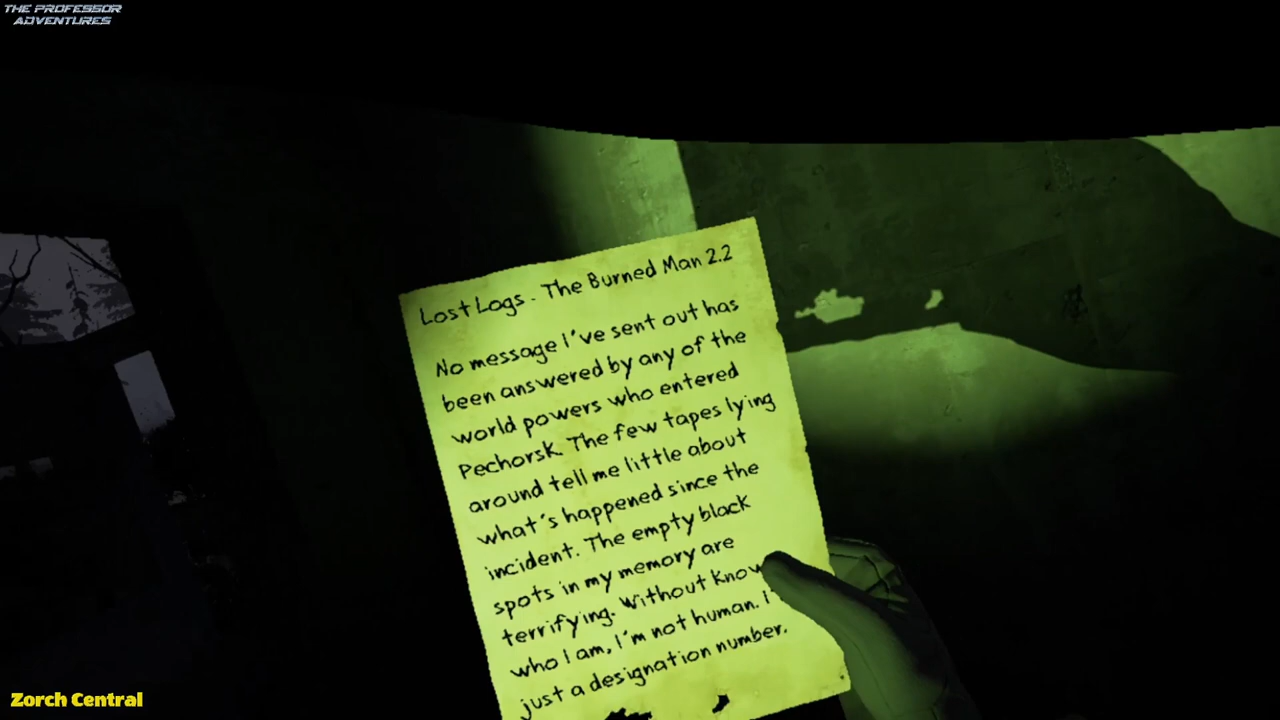 THE PROFESSOR
ADVENTURES
Lost Logs - The Burned Man 2.2
No message I've sent out has
been answered by any of the
world powers who entered
Pechorsk. The few tapes lying
around tell me little about
what's happened since the
incident. The empty black
spots in my memory are
terrifying. Without know
who I am, I'm not human. I
just a designation number.
Zorch Central